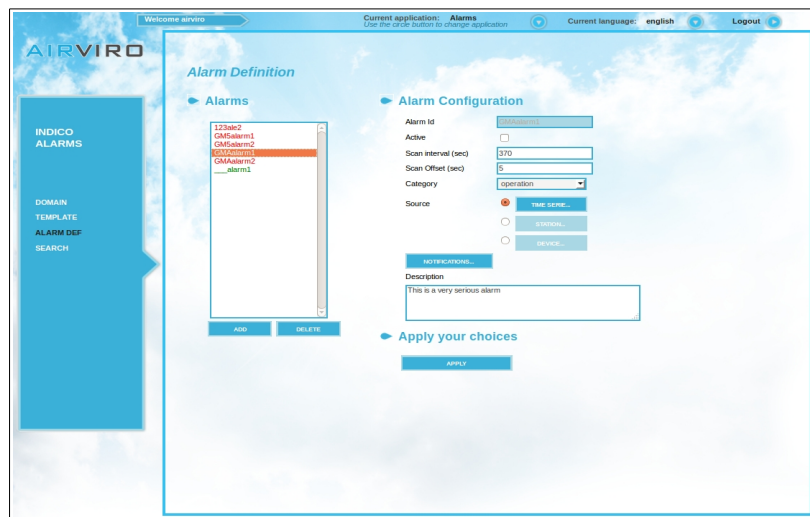 Welcome airviro
Current application: Alarms
Use the circle button to change application
Current language: english
Logout
AIRVIRO
Alarm Definition
INDICO
ALARMS
DOMAIN
TEMPLATE
ALARM DEF
SEARCH
Alarms
123ale2
GM5alarm1
GM5alarm2
GMAalarm1
GMAalarm2
___alarm1
ADD
DELETE
Alarm Configuration
Alarm Id
GMAalarm1
Active
Scan interval (sec)
370
Scan Offset (sec)
5
Category
operation
Source
TIME SERIE...
STATION...
DEVICE...
NOTIFICATIONS...
Description
This is a very serious alarm
Apply your choices
APPLY